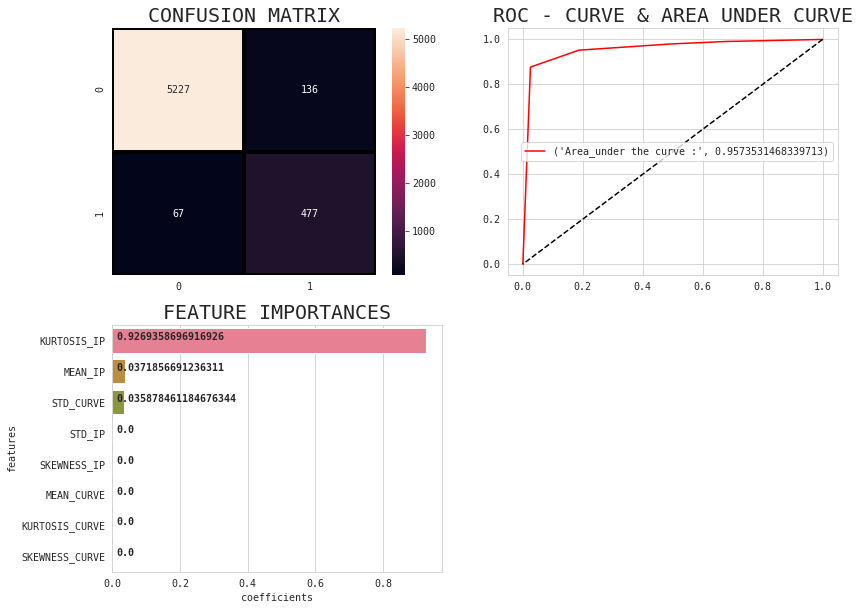 CONFUSION MATRIX
0
5227
136
1
67
477
0
1
5000
4000
3000
2000
1000
ROC - CURVE & AREA UNDER CURVE
1.0
0.8
0.6
0.4
0.2
0.0
('Area_under the curve :', 0.9573531468339713)
0.0
0.2
0.4
0.6
0.8
1.0
FEATURE IMPORTANCES
features
KURTOSIS_IP
0.9269358696916926
MEAN_IP
0.0371856691236311
STD_CURVE
0.035878461184676344
STD_IP
0.0
SKEWNESS_IP
0.0
MEAN_CURVE
0.0
KURTOSIS_CURVE
0.0
SKEWNESS_CURVE
0.0
0.0
0.2
0.4
0.6
0.8
coefficients